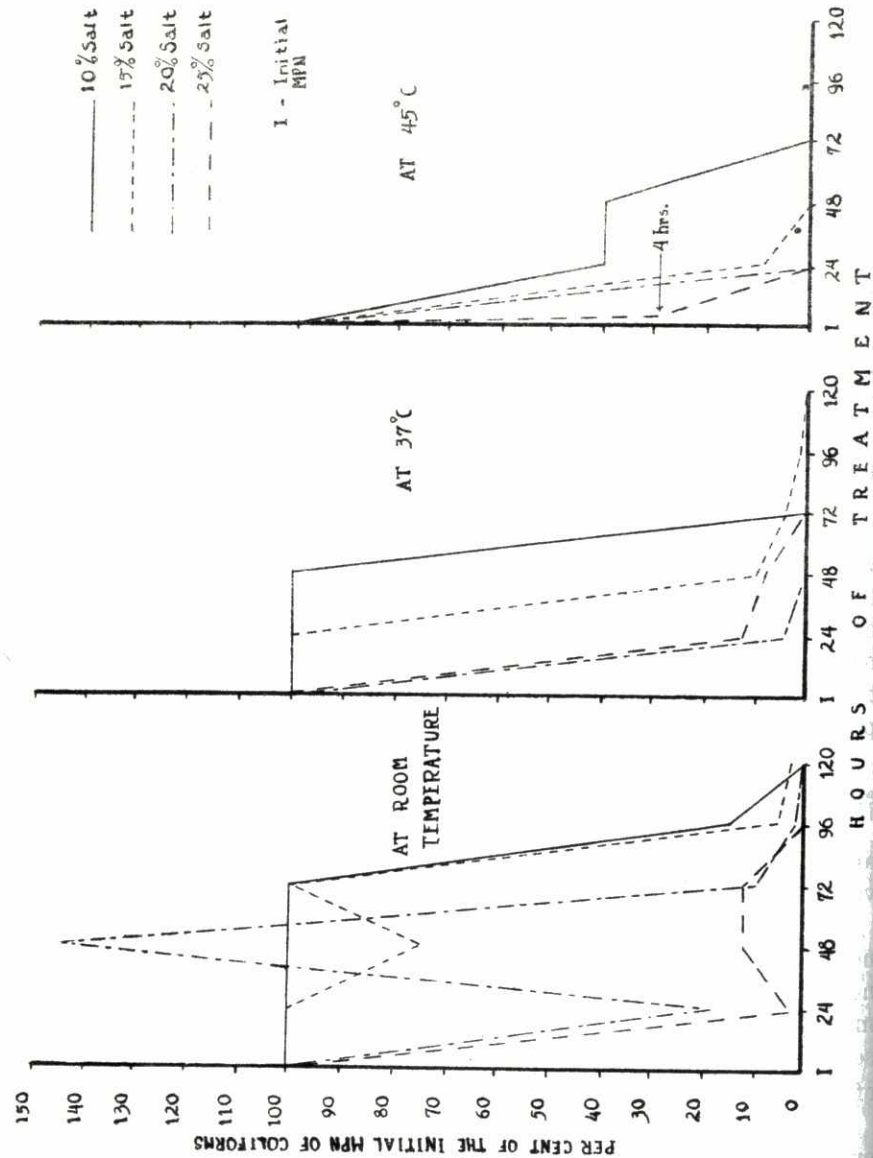 10% Salt
15% Salt
20% Salt
25% Salt
I - Initial
MPN
AT 45°C
4 hrs.
AT 37°C
AT ROOM
TEMPERATURE
PER CENT OF THE INITIAL MPN OF COLIFORMS
150
140
130
120
110
100
90
80
70
60
50
40
30
20
10
0
I 24 48 72 96 120
I 24 48 72 96 120
I 24 48 72 96 120
HOURS OF TREATMENT